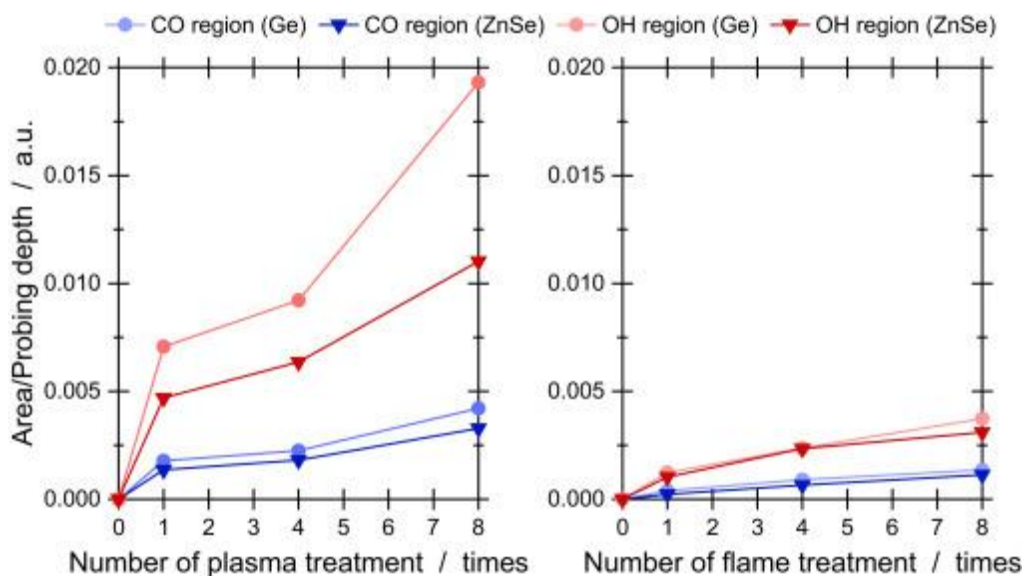 CO region (Ge) CO region (ZnSe) OH region (Ge) OH region (ZnSe)
Area/Probing depth / a.u.
0.020
0.015
0.010
0.005
0.000
0 1 2 3 4 5 6 7 8
Number of plasma treatment / times
0.020
0.015
0.010
0.005
0.000
0 1 2 3 4 5 6 7 8
Number of flame treatment / times